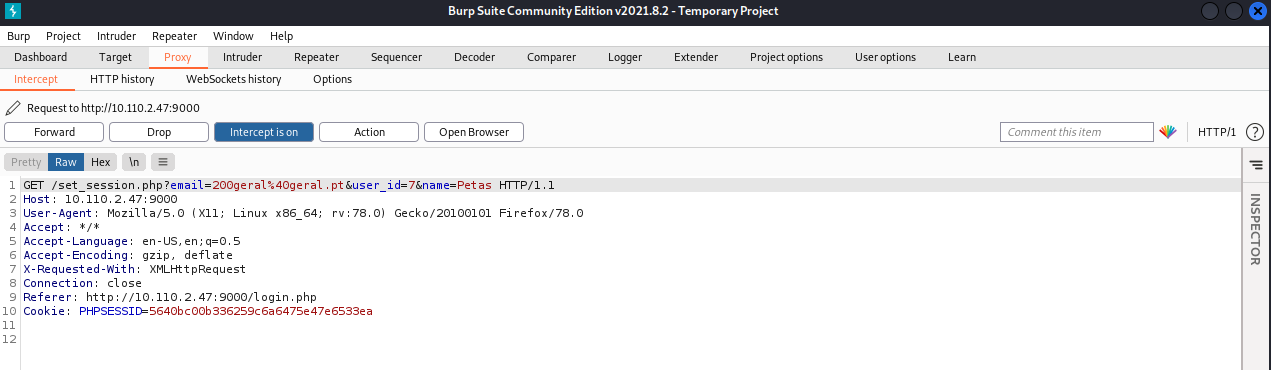 Burp Suite Community Edition v2021.8.2 - Temporary Project
Burp Project Intruder Repeater Window Help
Dashboard Target Proxy Intruder Repeater Sequencer Decoder Comparer Logger Extender Project options User options Learn
Intercept HTTP history WebSockets history Options
Request to http://10.110.2.47:9000
Forward Drop Intercept is on Action Open Browser Comment this item HTTP/1 ?
Pretty Raw Hex \n
1 GET /set_session.php?email=200geral%40geral.pt&user_id=7&name=Petas HTTP/1.1
2 Host: 10.110.2.47:9000
3 User-Agent: Mozilla/5.0 (X11; Linux x86_64; rv:78.0) Gecko/20100101 Firefox/78.0
4 Accept: */*
5 Accept-Language: en-US,en;q=0.5
6 Accept-Encoding: gzip, deflate
7 X-Requested-With: XMLHttpRequest
8 Connection: close
9 Referer: http://10.110.2.47:9000/login.php
10 Cookie: PHPSESSID=5640bc00b336259c6a6475e47e6533ea
11
12
INSPECTOR